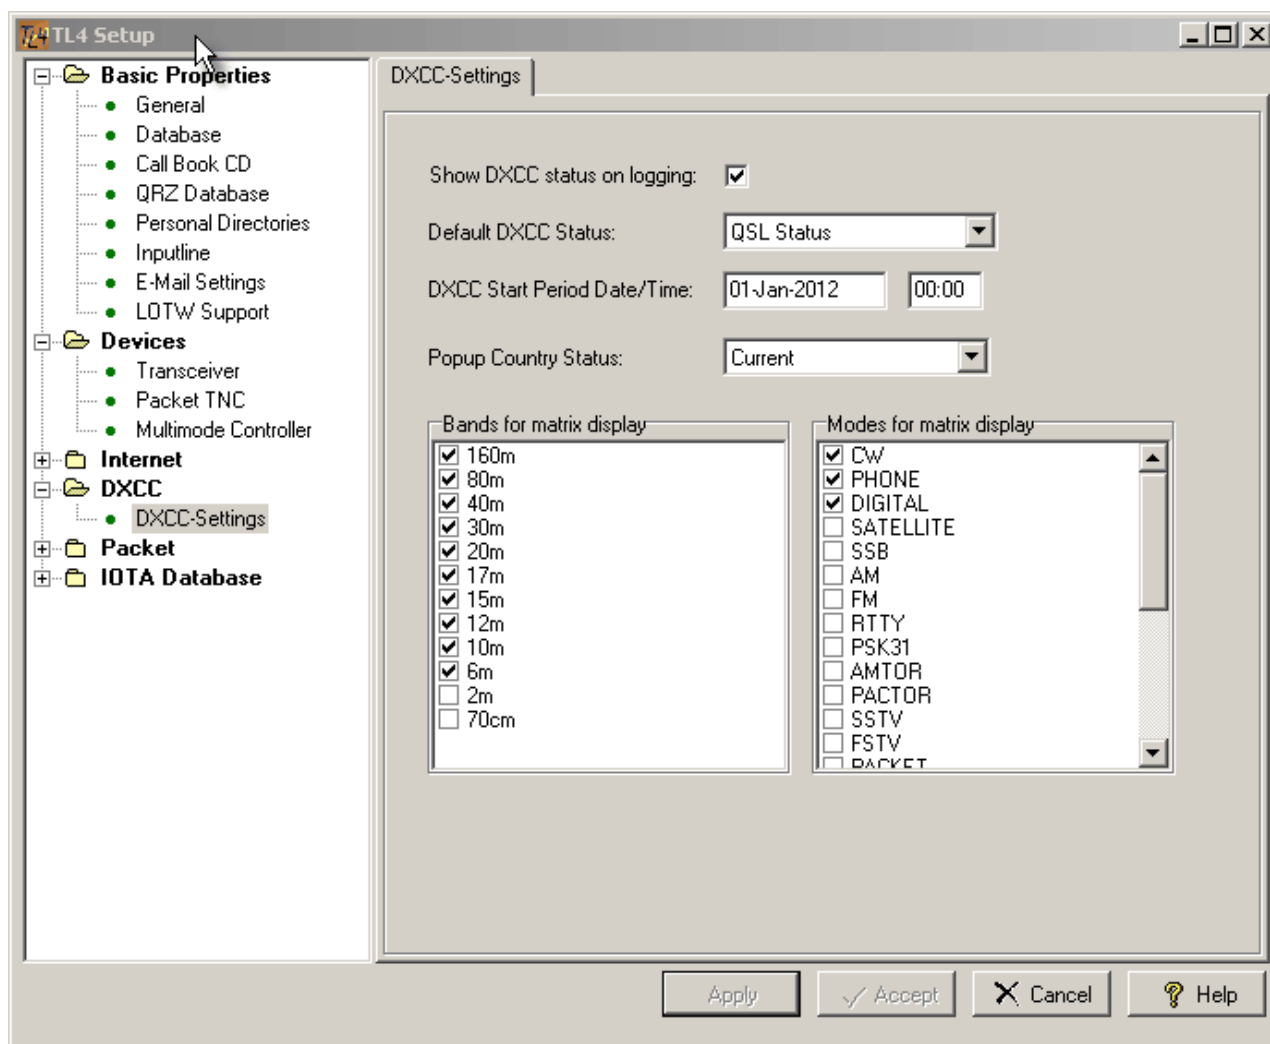 TL4 TL4 Setup
Basic Properties
General
Database
Call Book CD
QRZ Database
Personal Directories
Inputline
E-Mail Settings
LOTW Support
Devices
Transceiver
Packet TNC
Multimode Controller
Internet
DXCC
DXCC-Settings
Packet
IOTA Database
DXCC-Settings
Show DXCC status on logging:
Default DXCC Status: QSL Status
DXCC Start Period Date/Time: 01-Jan-2012 00:00
Popup Country Status: Current
Bands for matrix display
160m
80m
40m
30m
20m
17m
15m
12m
10m
6m
2m
70cm
Modes for matrix display
CW
PHONE
DIGITAL
SATELLITE
SSB
AM
FM
RTTY
PSK31
AMTOR
PACTOR
SSTV
FSTV
PACKET
Apply Accept Cancel Help